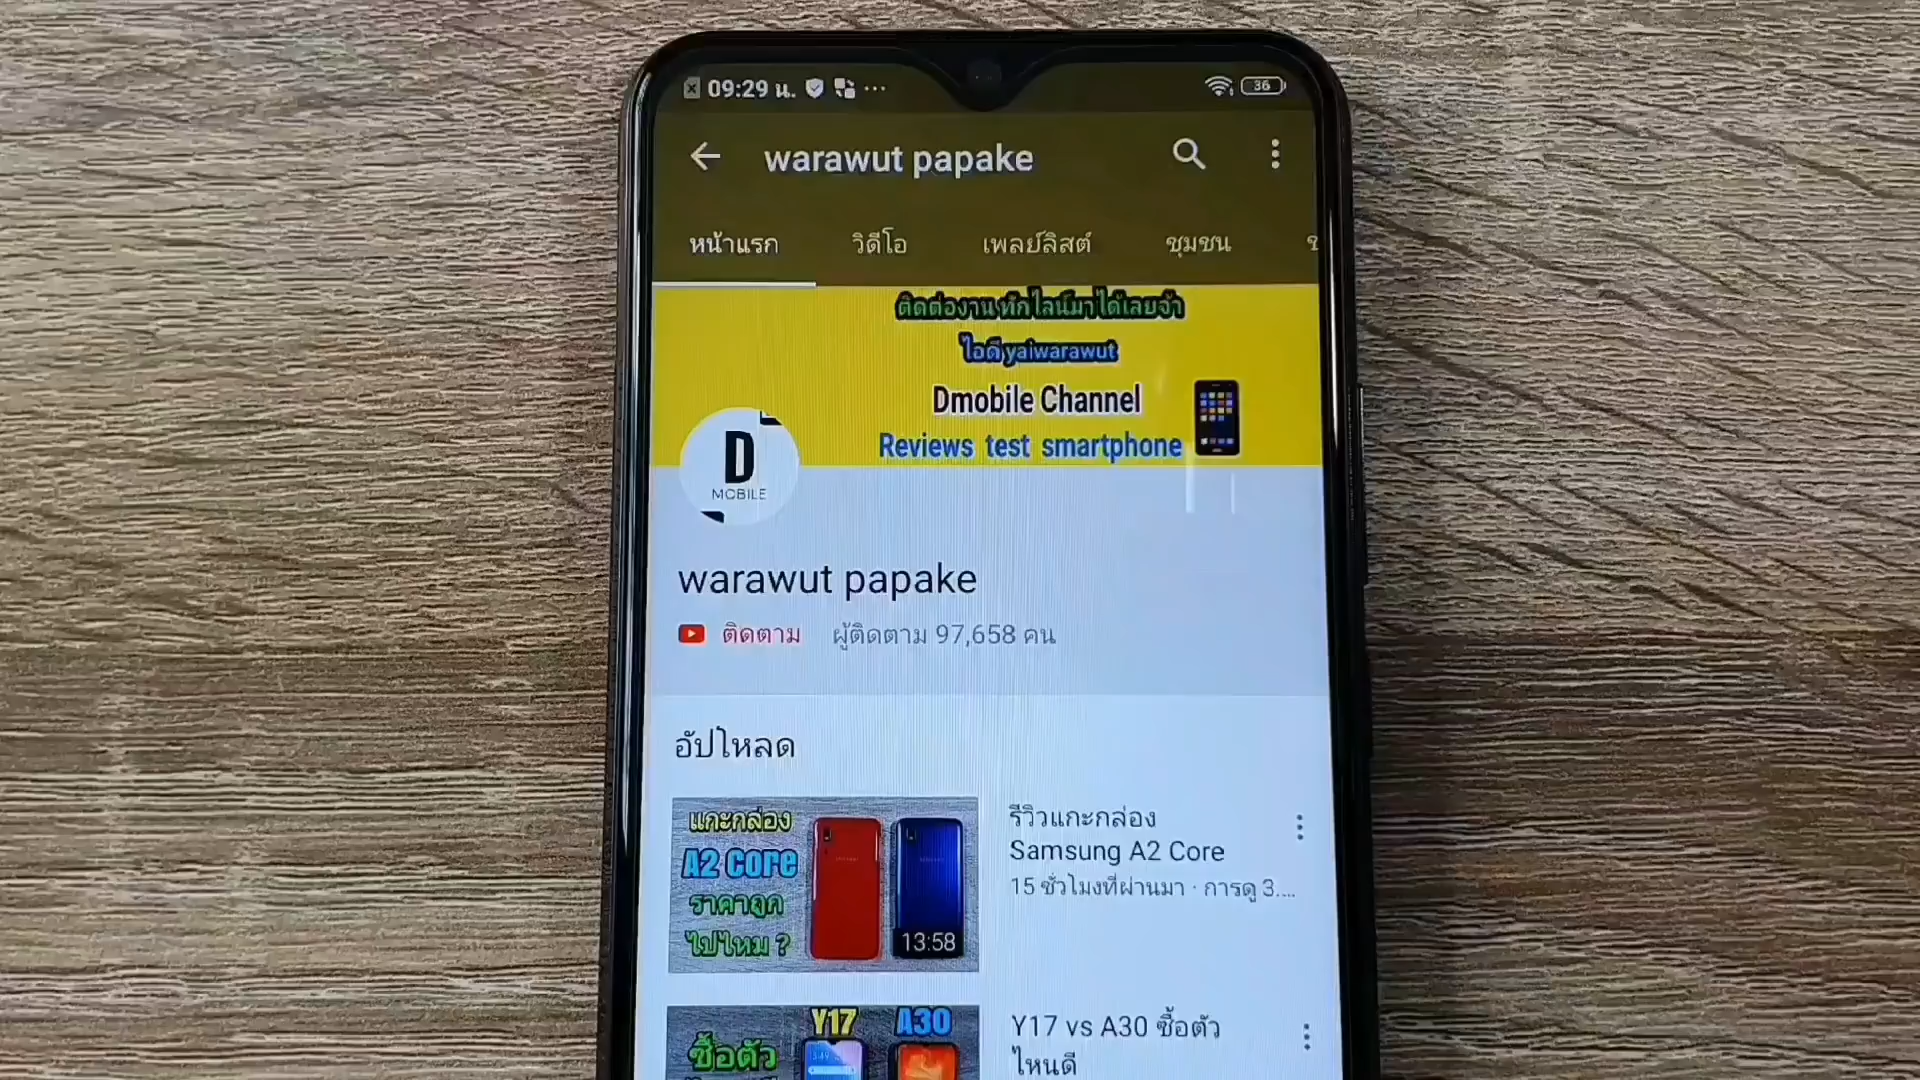 09:29 น.
36
warawut papake
หน้าแรก วิดีโอ เพลย์ลิสต์ ชุมชน
ติดต่องาน ทักไลน์มาได้เลยจ้า
ไอดี yaiwarawut
Dmobile Channel
Reviews test smartphone
D
MOBILE
warawut papake
ติดตาม ผู้ติดตาม 97,658 คน
อัปโหลด
แกะกล่อง
A2 Core
ราคาถูก
ไปไหม ?
13:58
รีวิวแกะกล่อง
Samsung A2 Core
15 ชั่วโมงที่ผ่านมา · การดู 3....
Y17 A30
ซื้อตัว
Y17 vs A30 ซื้อตัว
ไหนดี